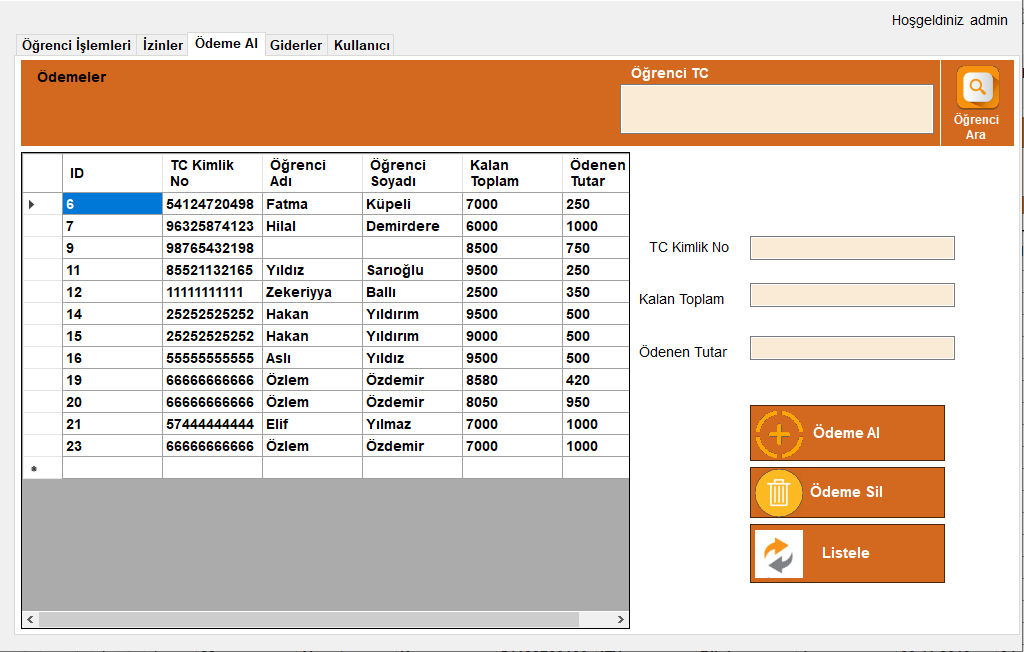 Hoşgeldiniz admin
Öğrenci İşlemleri İzinler Ödeme Al Giderler Kullanıcı
Ödemeler
Öğrenci TC
Öğrenci
Ara
ID TC Kimlik No Öğrenci Adı Öğrenci Soyadı Kalan Toplam Ödenen Tutar
6 54124720498 Fatma Küpeli 7000 250
7 96325874123 Hilal Demirdere 6000 1000
9 98765432198 8500 750
11 85521132165 Yıldız Sarıoğlu 9500 250
12 11111111111 Zekeriyya Ballı 2500 350
14 25252525252 Hakan Yıldırım 9500 500
15 25252525252 Hakan Yıldırım 9000 500
16 55555555555 Aslı Yıldız 9500 500
19 66666666666 Özlem Özdemir 8580 420
20 66666666666 Özlem Özdemir 8050 950
21 57444444444 Elif Yılmaz 7000 1000
23 66666666666 Özlem Özdemir 7000 1000
TC Kimlik No
Kalan Toplam
Ödenen Tutar
Ödeme Al
Ödeme Sil
Listele